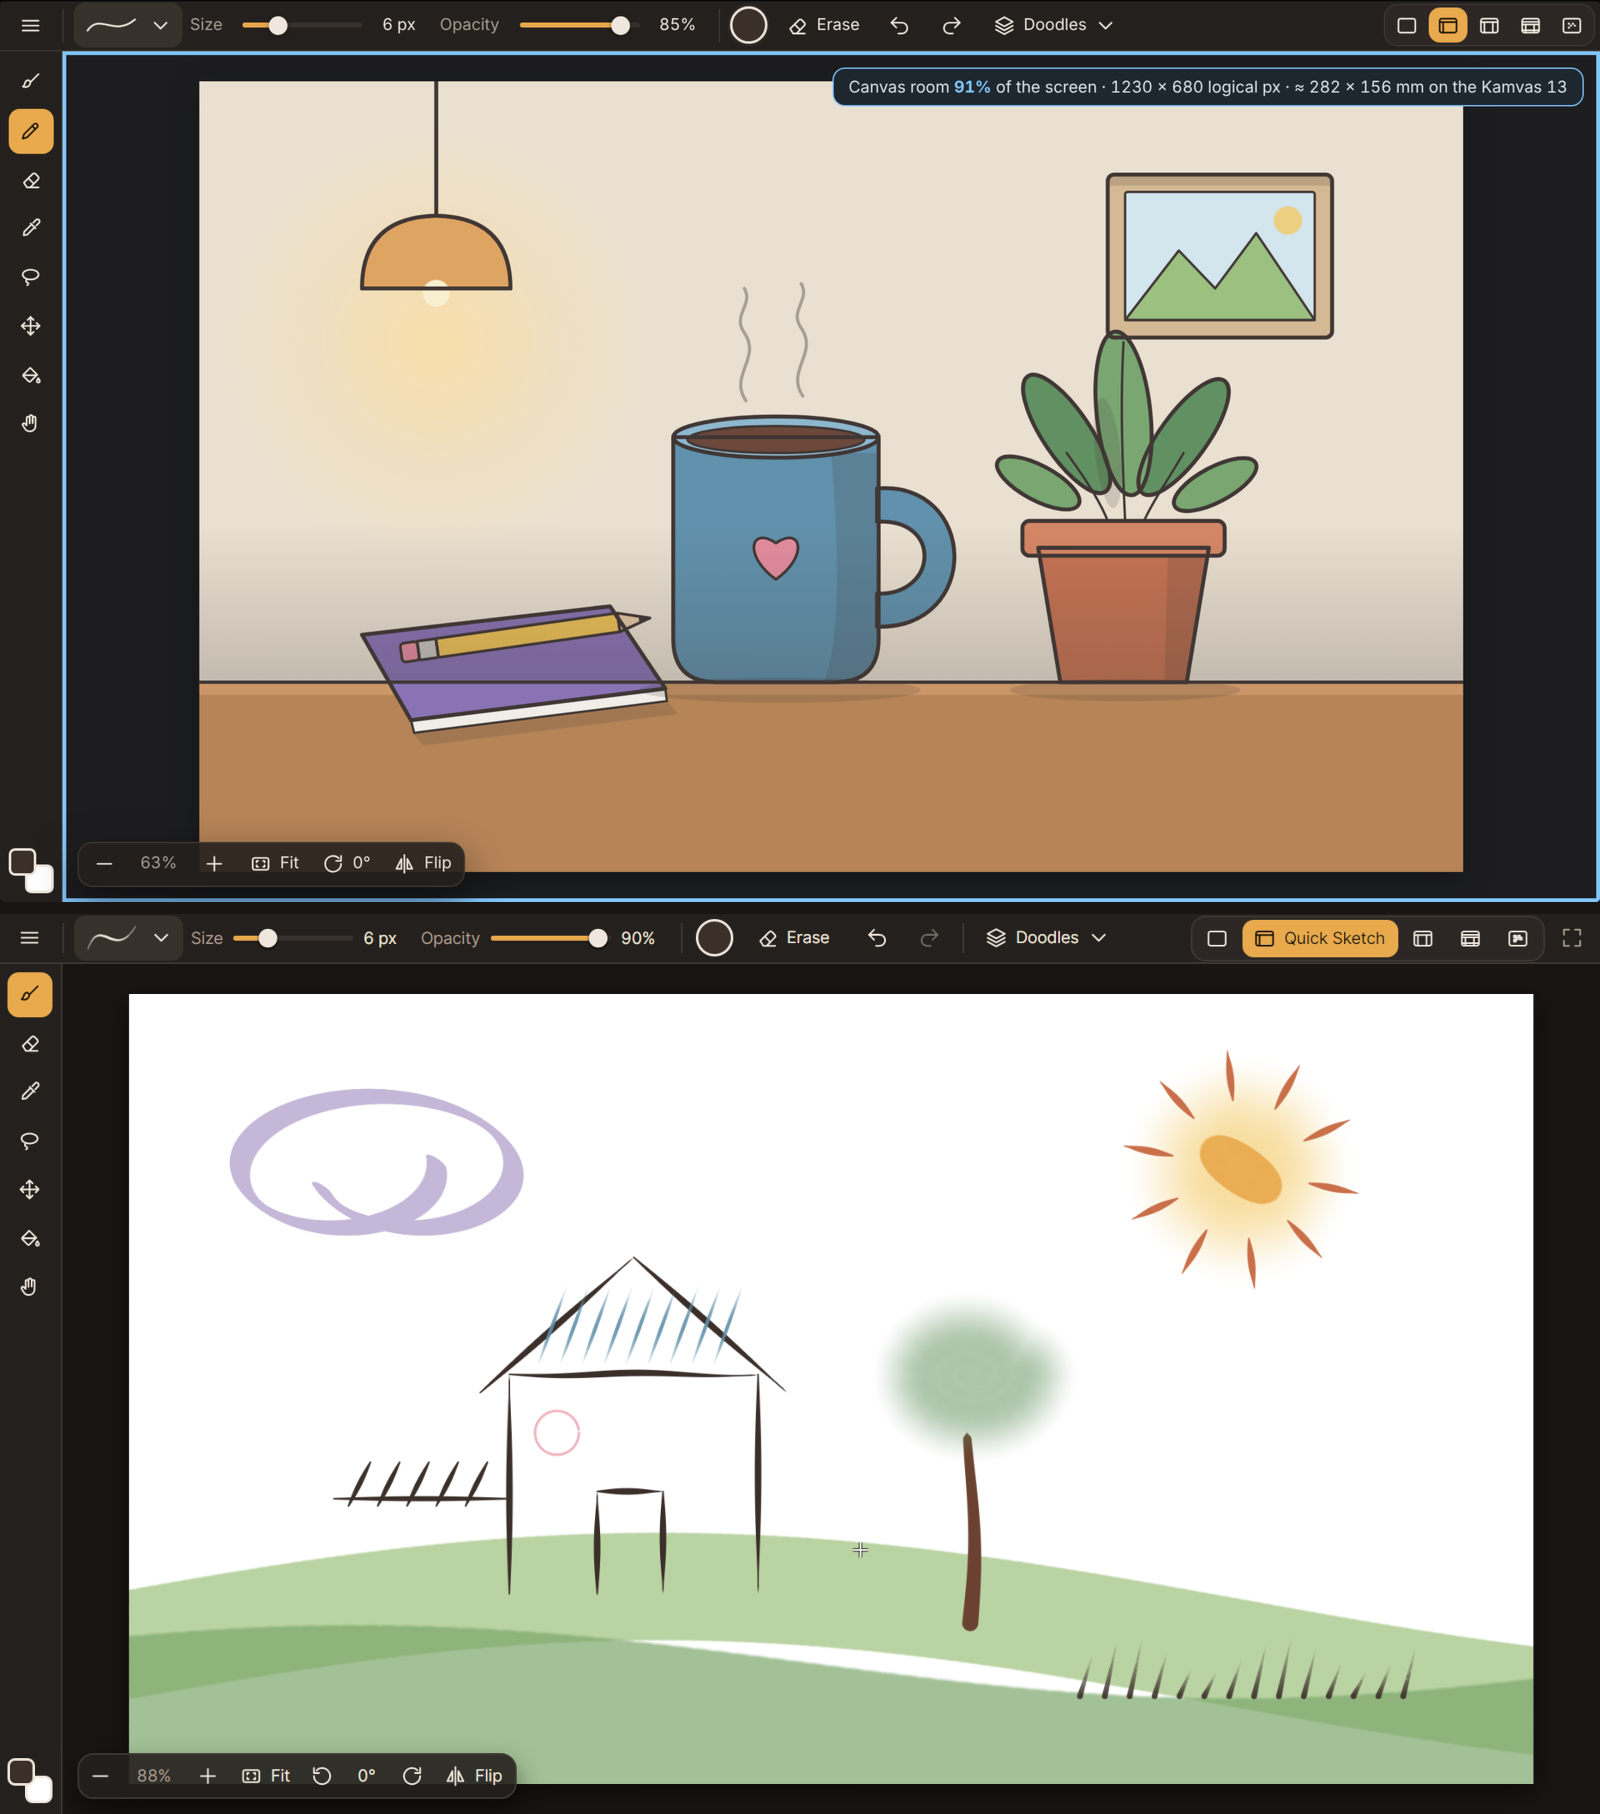 Size 6 px Opacity 85% Erase Doodles
Canvas room 91% of the screen · 1230 × 680 logical px · ≈ 282 × 156 mm on the Kamvas 13
63% Fit 0° Flip
Size 6 px Opacity 90% Erase Doodles Quick Sketch
88% Fit 0° Flip